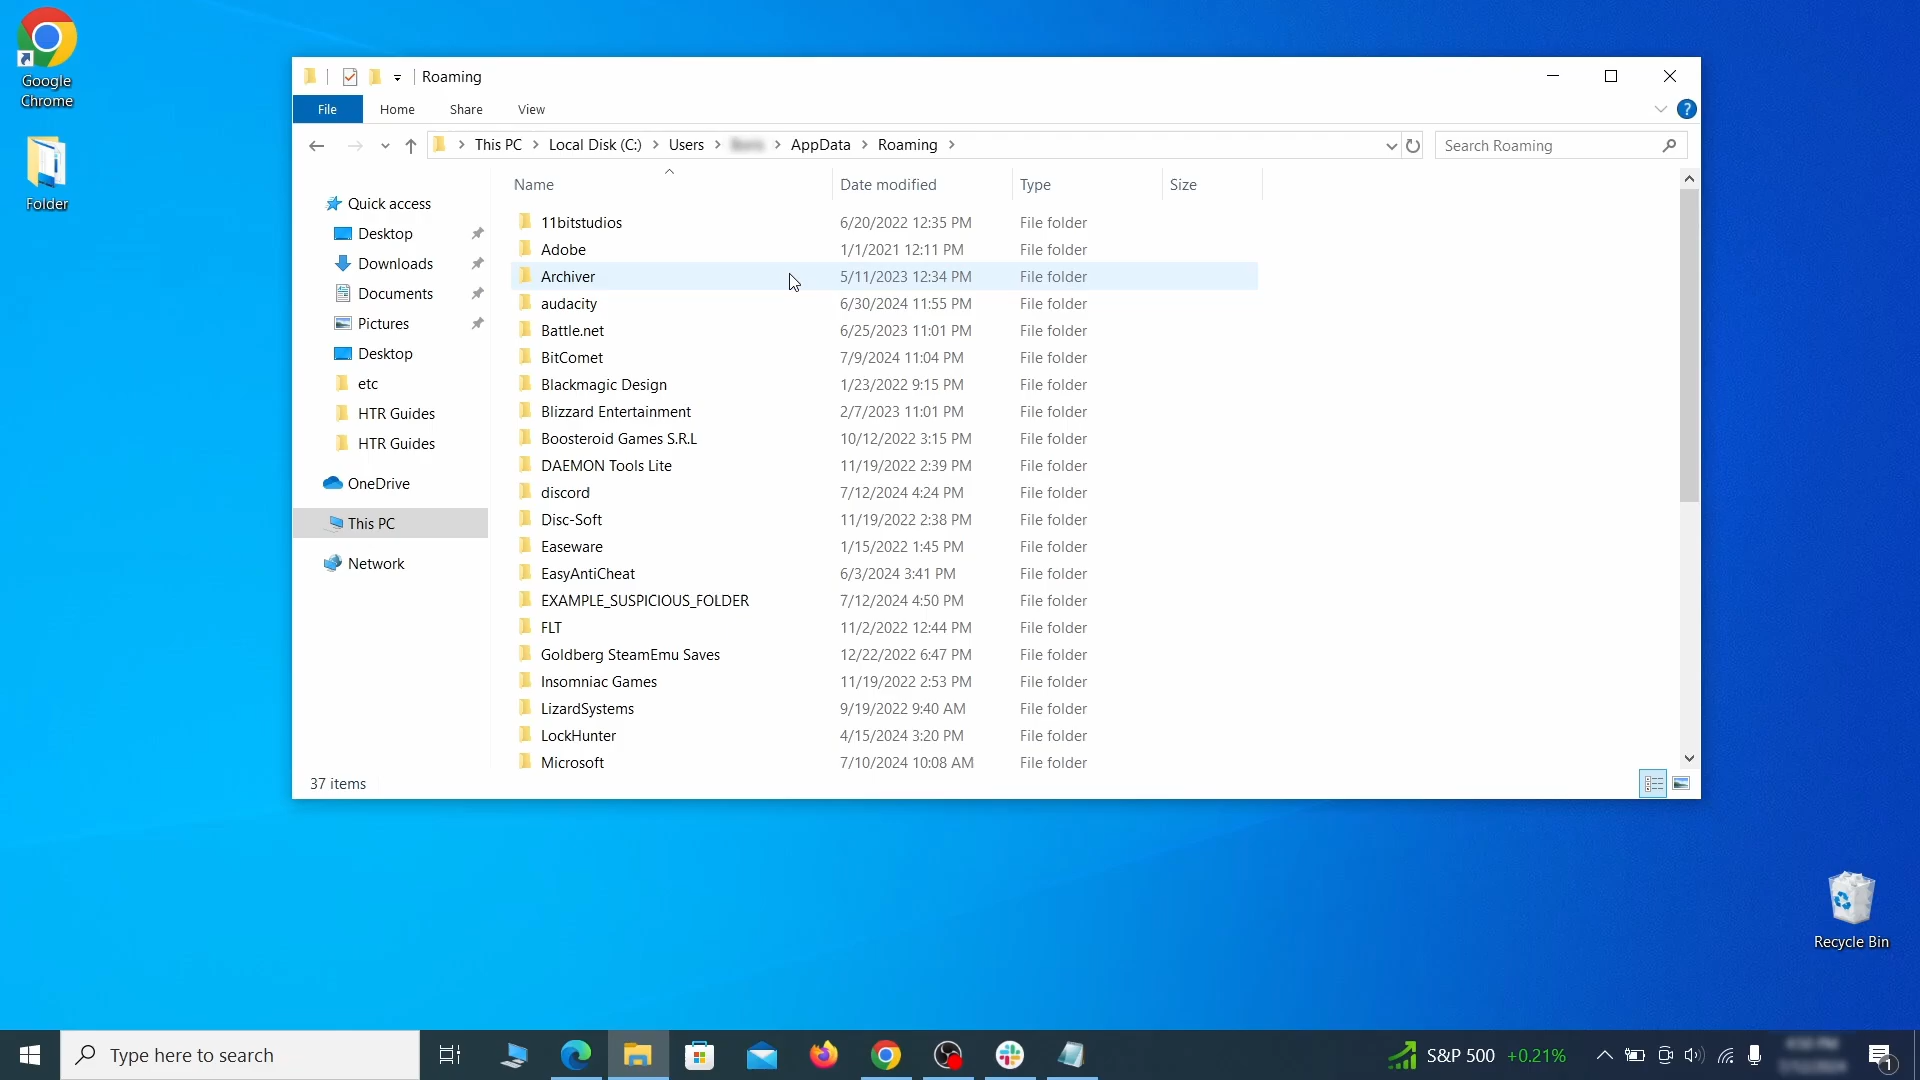 Google
Chrome
Folder
Roaming
File Home Share View
This PC Local Disk (C:) Users AppData Roaming
Search Roaming
Name Date modified Type Size
Quick access
Desktop
Downloads
Documents
Pictures
Desktop
etc
HTR Guides
HTR Guides
OneDrive
This PC
Network
11bitstudios 6/20/2022 12:35 PM File folder
Adobe 1/1/2021 12:11 PM File folder
Archiver 5/11/2023 12:34 PM File folder
audacity 6/30/2024 11:55 PM File folder
Battle.net 6/25/2023 11:01 PM File folder
BitComet 7/9/2024 11:04 PM File folder
Blackmagic Design 1/23/2022 9:15 PM File folder
Blizzard Entertainment 2/7/2023 11:01 PM File folder
Boosteroid Games S.R.L 10/12/2022 3:15 PM File folder
DAEMON Tools Lite 11/19/2022 2:39 PM File folder
discord 7/12/2024 4:24 PM File folder
Disc-Soft 11/19/2022 2:38 PM File folder
Easeware 1/15/2022 1:45 PM File folder
EasyAntiCheat 6/3/2024 3:41 PM File folder
EXAMPLE_SUSPICIOUS_FOLDER 7/12/2024 4:50 PM File folder
FLT 11/2/2022 12:44 PM File folder
Goldberg SteamEmu Saves 12/22/2022 6:47 PM File folder
Insomniac Games 11/19/2022 2:53 PM File folder
LizardSystems 9/19/2022 9:40 AM File folder
LockHunter 4/15/2024 3:20 PM File folder
Microsoft 7/10/2024 10:08 AM File folder
37 items
Recycle Bin
Type here to search
S&P 500 +0.21%
1